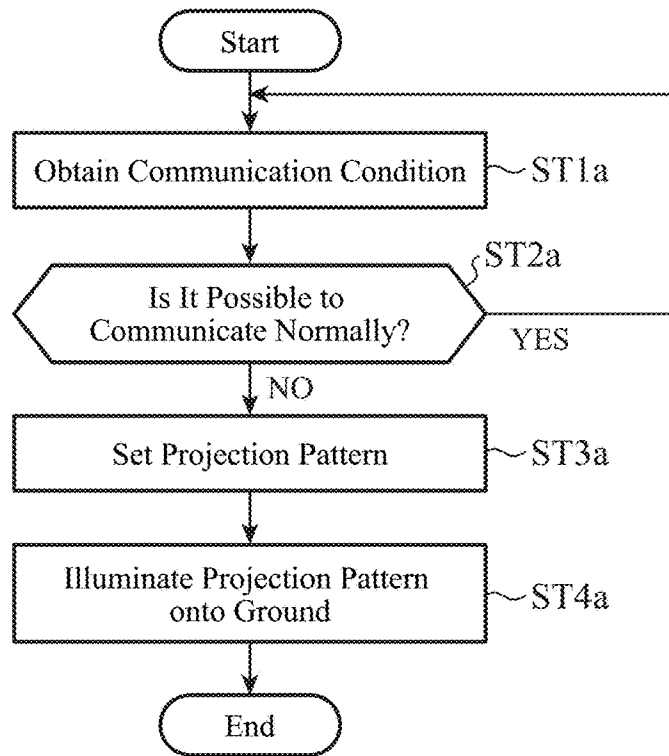 Start
Obtain Communication Condition
ST1a
ST2a
Is It Possible to
Communicate Normally?
YES
NO
Set Projection Pattern
ST3a
Illuminate Projection Pattern
onto Ground
ST4a
End